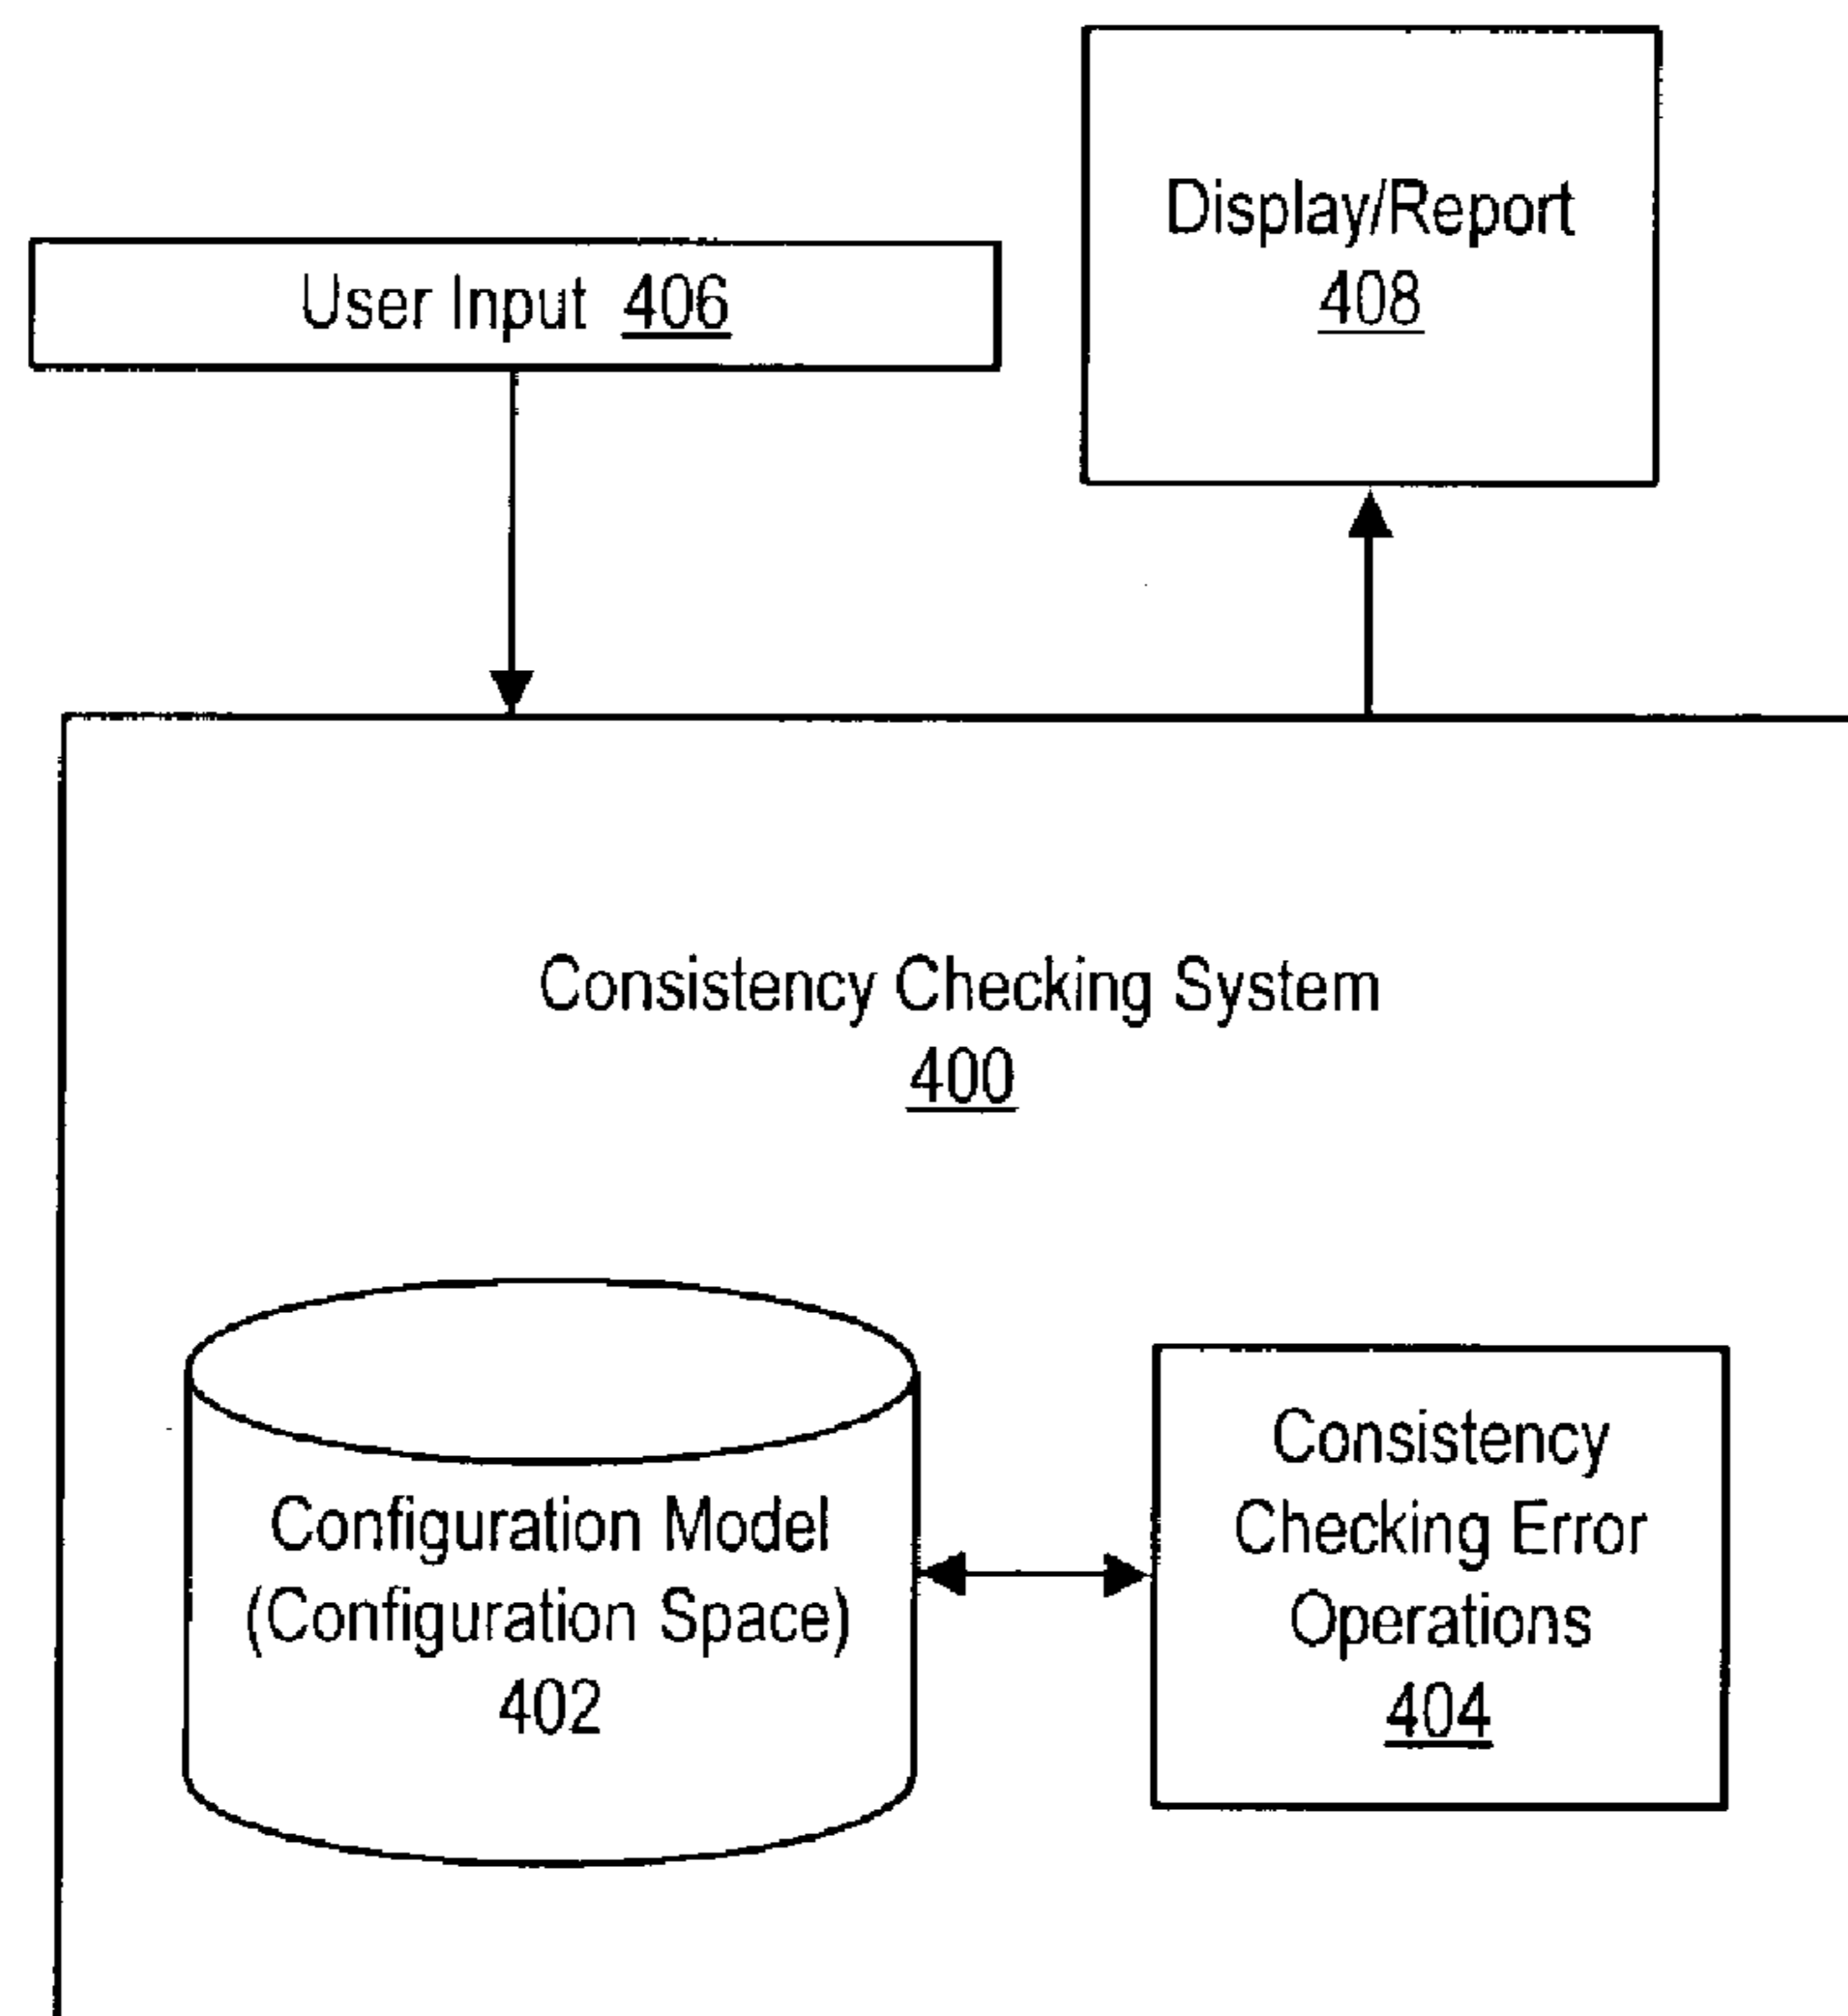 Display/Report
408
User Input 406
Consistency Checking System
400
Configuration Model
(Configuration Space)
402
Consistency
Checking Error
Operations
404